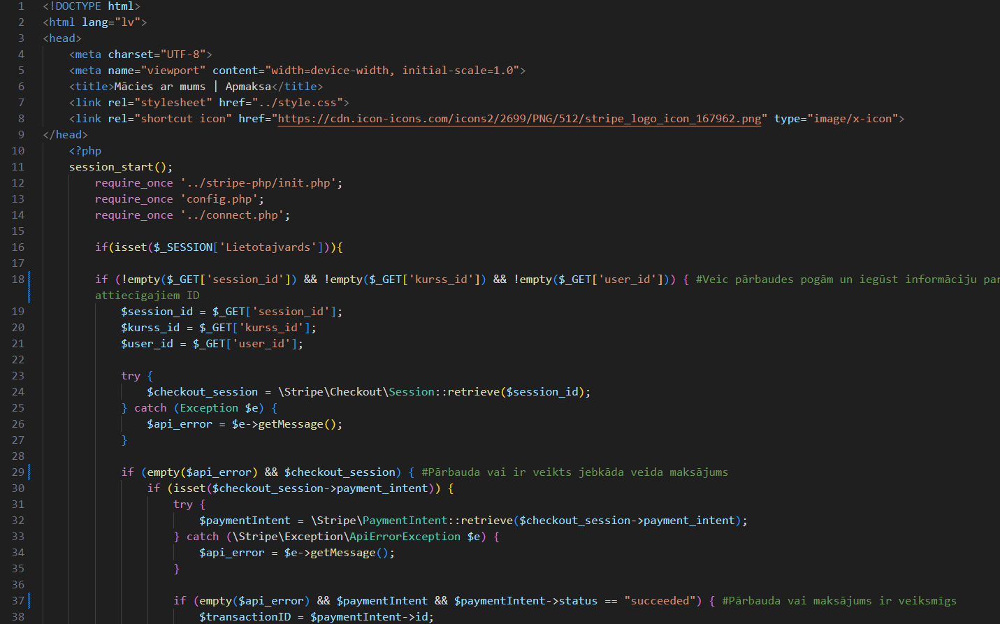 1 <!DOCTYPE html>
2 <html lang="lv">
3 <head>
4 <meta charset="UTF-8">
5 <meta name="viewport" content="width=device-width, initial-scale=1.0">
6 <title>Mācies ar mums | Apmaksa</title>
7 <link rel="stylesheet" href="../style.css">
8 <link rel="shortcut icon" href="https://cdn.icon-icons.com/icons2/2699/PNG/512/stripe_logo_icon_167962.png" type="image/x-icon">
9 </head>
10 <?php
11 session_start();
12 require_once '../stripe-php/init.php';
13 require_once 'config.php';
14 require_once '../connect.php';
15
16 if(isset($_SESSION['Lietotajvards'])){
17
18 if (!empty($_GET['session_id']) && !empty($_GET['kurss_id']) && !empty($_GET['user_id'])) { #Veic pārbaudes pogām un iegūst informāciju par
attiecīgajiem ID
19 $session_id = $_GET['session_id'];
20 $kurss_id = $_GET['kurss_id'];
21 $user_id = $_GET['user_id'];
22
23 try {
24 $checkout_session = \Stripe\Checkout\Session::retrieve($session_id);
25 } catch (Exception $e) {
26 $api_error = $e->getMessage();
27 }
28
29 if (empty($api_error) && $checkout_session) { #Pārbauda vai ir veikts jebkāda veida maksājums
30 if (isset($checkout_session->payment_intent)) {
31 try {
32 $paymentIntent = \Stripe\PaymentIntent::retrieve($checkout_session->payment_intent);
33 } catch (\Stripe\Exception\ApiErrorException $e) {
34 $api_error = $e->getMessage();
35 }
36
37 if (empty($api_error) && $paymentIntent && $paymentIntent->status == "succeeded") { #Pārbauda vai maksājums ir veiksmīgs
38 $transactionID = $paymentIntent->id;